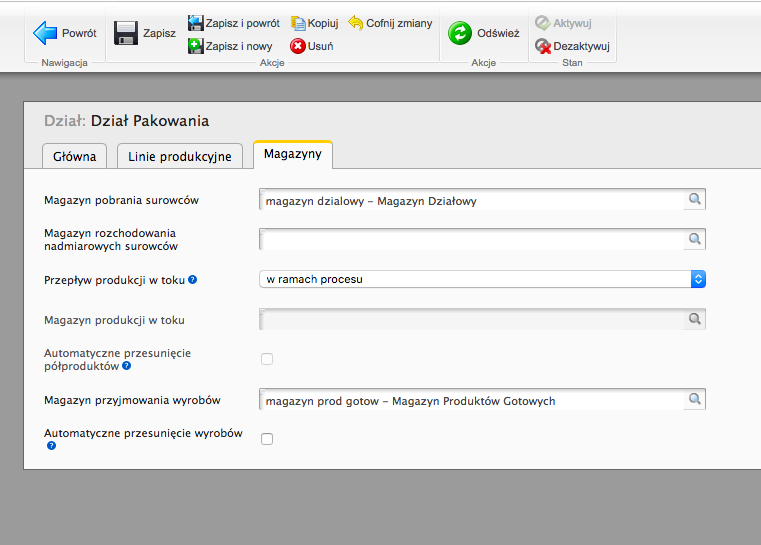 Powrót
Zapisz
Zapisz i powrót
Kopiuj
Cofnij zmiany
Zapisz i nowy
Usuń
Odśwież
Aktywuj
Dezaktywuj
Nawigacja
Akcje
Akcje
Stan
Dział: Dział Pakowania
Główna
Linie produkcyjne
Magazyny
Magazyn pobrania surowców
magazyn dzialowy – Magazyn Działowy
Magazyn rozchodowania
nadmiarowych surowców
Przepływ produkcji w toku ?
w ramach procesu
Magazyn produkcji w toku
Automatyczne przesunięcie
półproduktów ?
Magazyn przyjmowania wyrobów
magazyn prod gotow – Magazyn Produktów Gotowych
Automatyczne przesunięcie wyrobów
?